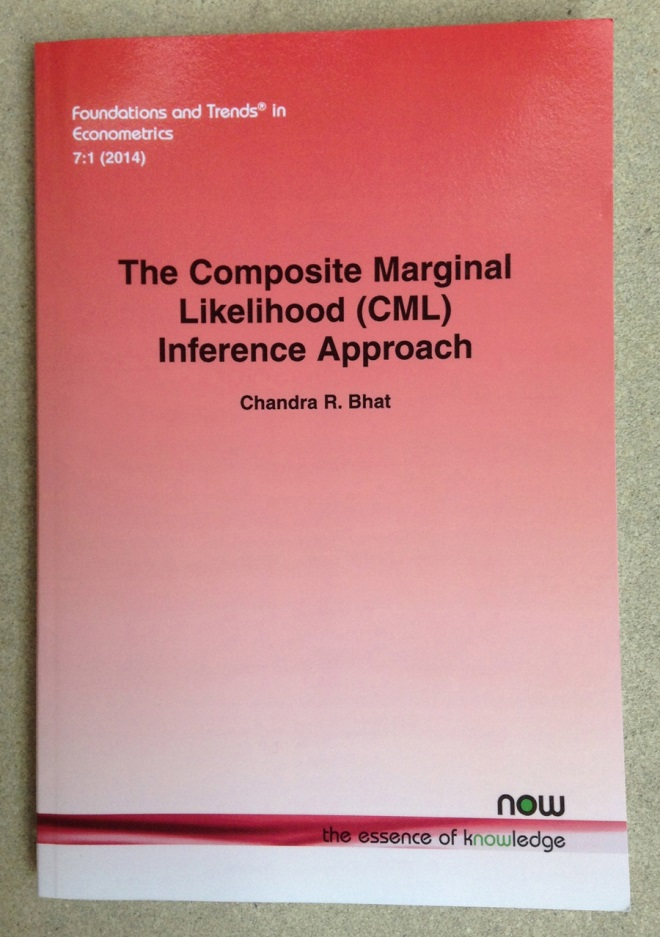 Foundations and Trends® in
Econometrics
7:1 (2014)
The Composite Marginal
Likelihood (CML)
Inference Approach
Chandra R. Bhat
now
the essence of knowledge